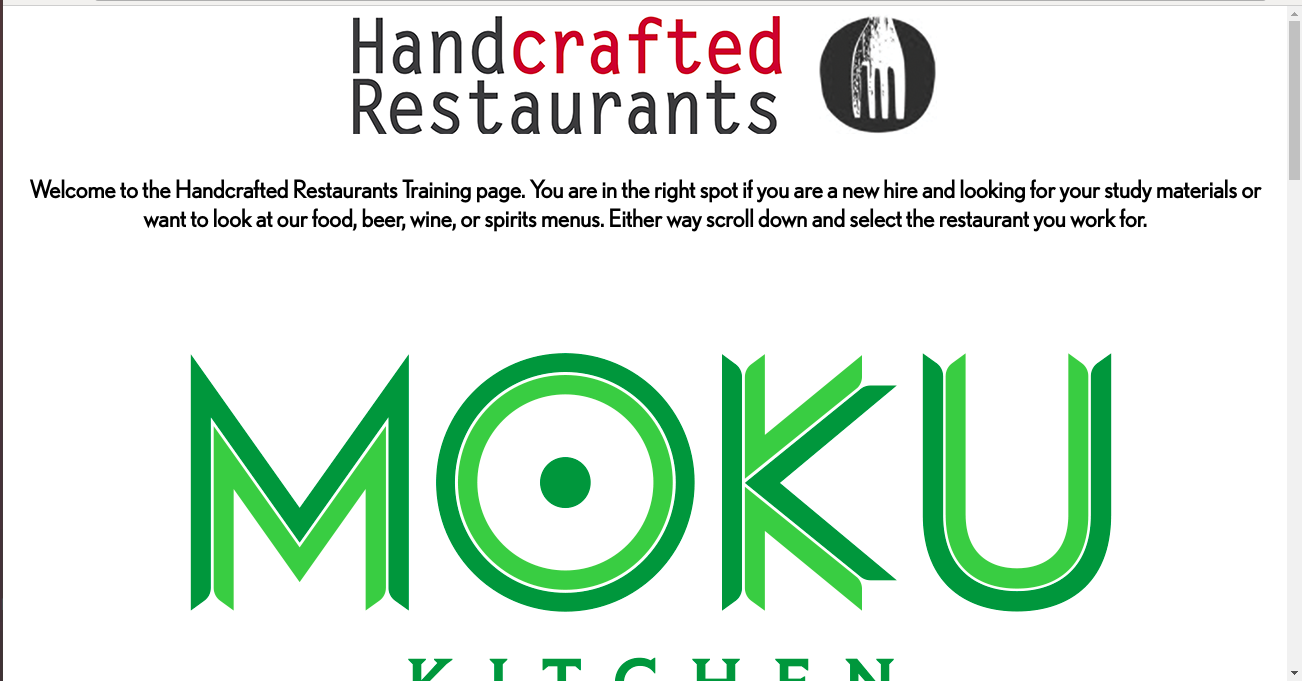 Handcrafted
Restaurants
Welcome to the Handcrafted Restaurants Training page. You are in the right spot if you are a new hire and looking for your study materials or
want to look at our food, beer, wine, or spirits menus. Either way scroll down and select the restaurant you work for.
MOKU
KITCHEN